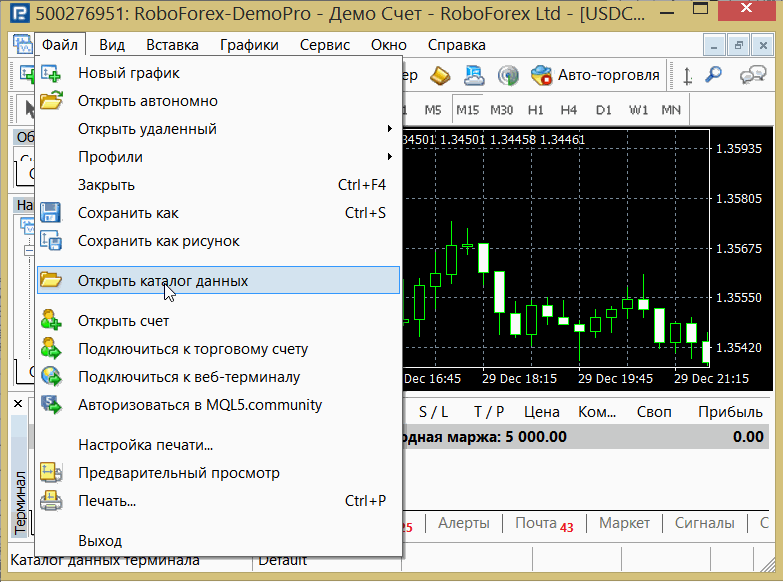 500276951: RoboForex-DemoPro - Демо Счет - RoboForex Ltd - [USDC...
Файл Вид Вставка Графики Сервис Окно Справка
Авто-торговля
M5 M15 M30 H1 H4 D1 W1 MN
Новый график
Открыть автономно
Открыть удаленный
Профили
Закрыть Ctrl+F4
Сохранить как Ctrl+S
Сохранить как рисунок
Открыть каталог данных
Открыть счет
Подключиться к торговому счету
Подключиться к веб-терминалу
Авторизоваться в MQL5.community
Настройка печати...
Предварительный просмотр
Печать... Ctrl+P
Выход
1.34501 1.34458 1.34461
1.35935
1.35805
1.35675
1.35550
1.35420
Dec 16:45 29 Dec 18:15 29 Dec 19:45 29 Dec 21:15
S / L T / P Цена Ком... Своп Прибыль
маржа: 5 000.00 0.00
Терминал
Алерты Почта 43 Маркет Сигналы
Каталог данных терминала Default